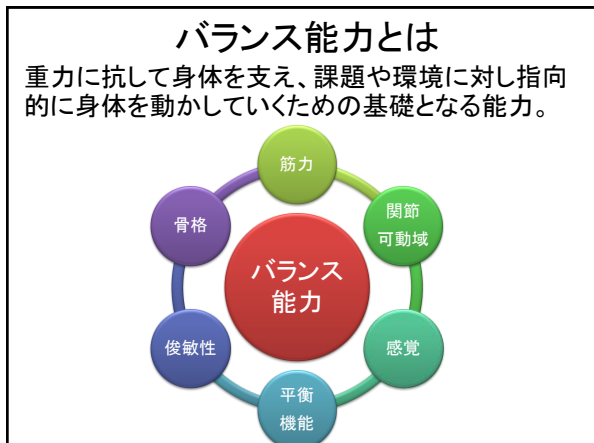 バランス能力とは
重力に抗して身体を支え、課題や環境に対し指向
的に身体を動かしていくための基礎となる能力。
筋力
関節
可動域
感覚
平衡
機能
俊敏性
骨格
バランス
能力